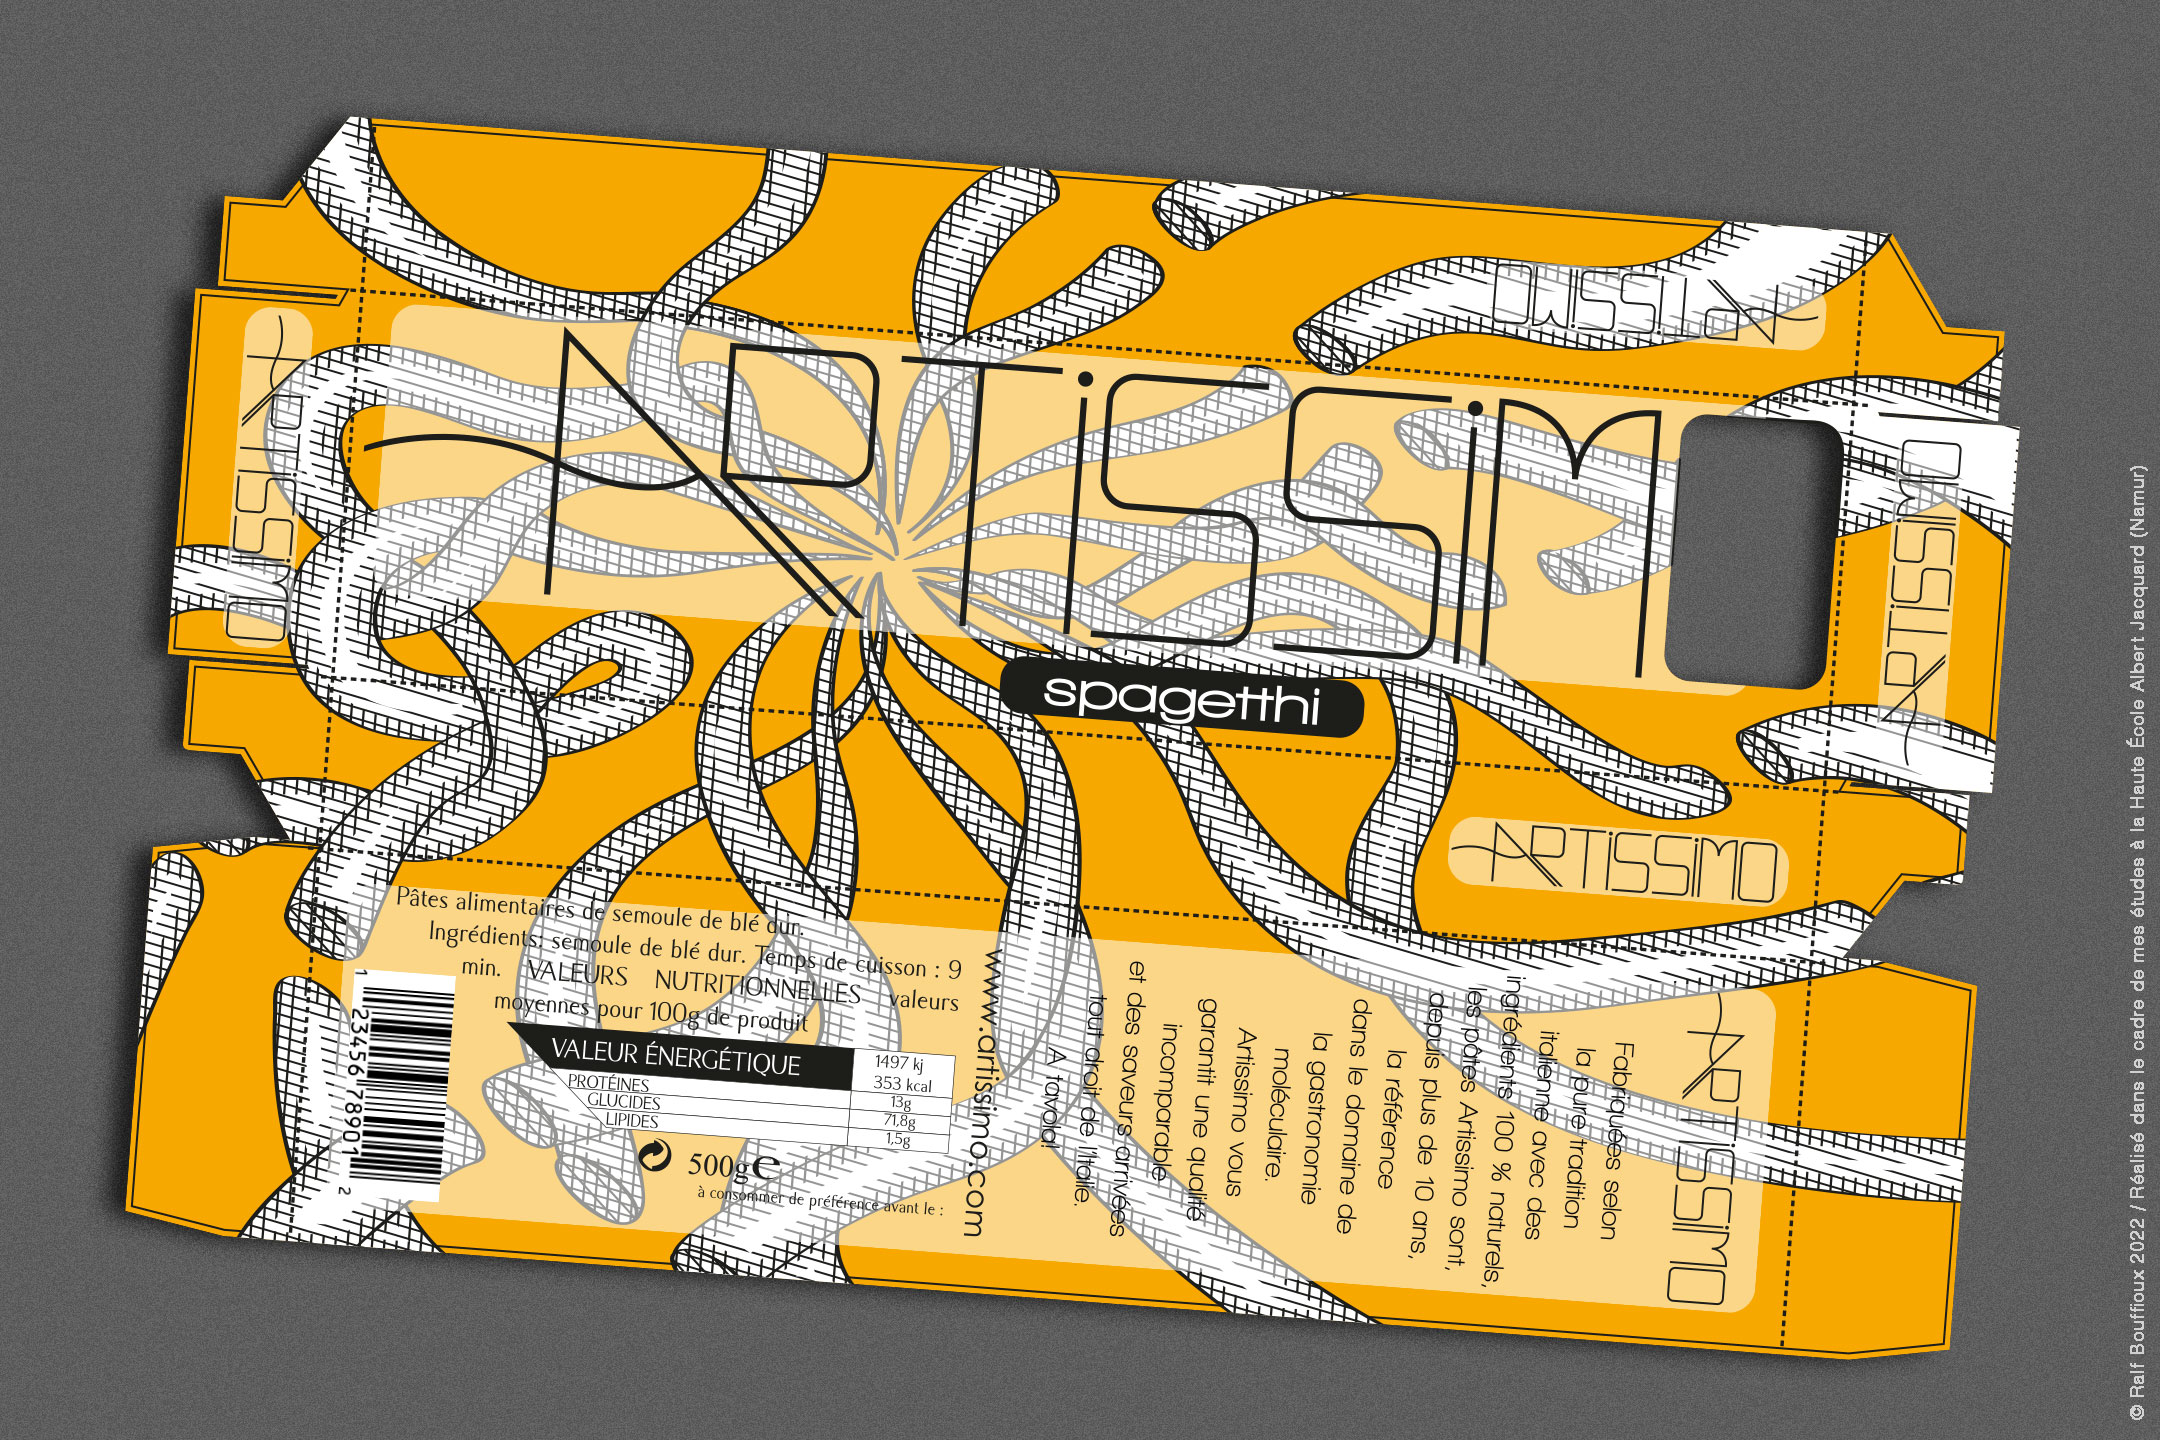 ARTISSIMO
ARTISSIMO
ARTiSSiMO
ARTISSIMO
spagetthi
ARTISSIMO
Pâtes alimentaires de semoule de blé dur.
Ingrédients: semoule de blé dur. Temps de cuisson : 9
min. VALEURS NUTRITIONNELLES valeurs
moyennes pour 100g de produit
VALEUR ÉNERGÉTIQUE 1497 kj
353 kcal
PROTÉINES 13g
GLUCIDES 71,8g
LIPIDES 1,5g
500g ℮
à consommer de préférence avant le :
1 23456 78901 2
www.artissimo.com
ARTISSIMO
Fabriquées selon
la pure tradition
italienne avec des
ingrédients 100 % naturels,
les pâtes Artissimo sont,
depuis plus de 10 ans,
la référence
dans le domaine de
la gastronomie
moléculaire.
Artissimo vous
garantit une qualité
incomparable
et des saveurs arrivées
tout droit de l'Italie.
A tavola!
© Ralf Bouffioux 2022 / Réalisé dans le cadre de mes études à la Haute École Albert Jacquard (Namur)